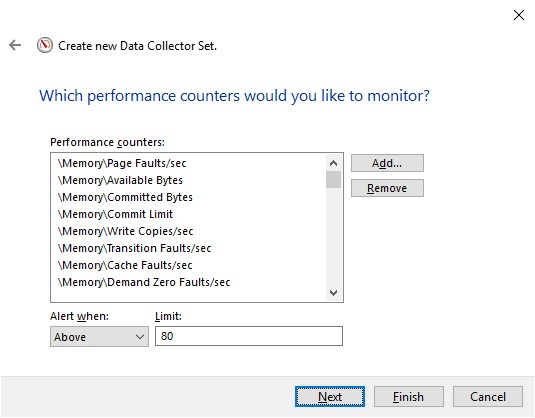 Create new Data Collector Set.
Which performance counters would you like to monitor?
Performance counters:
\Memory\Page Faults/sec
\Memory\Available Bytes
\Memory\Committed Bytes
\Memory\Commit Limit
\Memory\Write Copies/sec
\Memory\Transition Faults/sec
\Memory\Cache Faults/sec
\Memory\Demand Zero Faults/sec
Add...
Remove
Alert when:
Limit:
Above
80
Next
Finish
Cancel